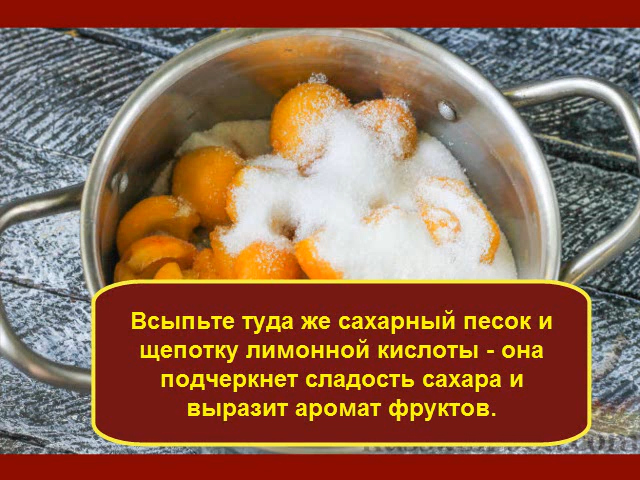 Всыпьте туда же сахарный песок и
щепотку лимонной кислоты - она
подчеркнет сладость сахара и
выразит аромат фруктов.